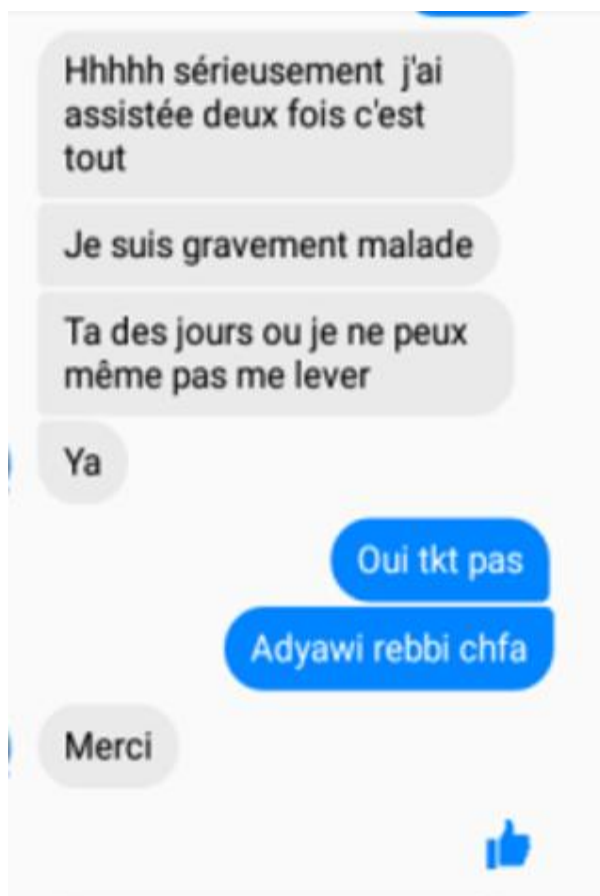 Hhhhh sérieusement  j'ai
assistée deux fois c'est
tout
Je suis gravement malade
Ta des jours ou je ne peux
même pas me lever
Ya
Oui tkt pas
Adyawi rebbi chfa
Merci